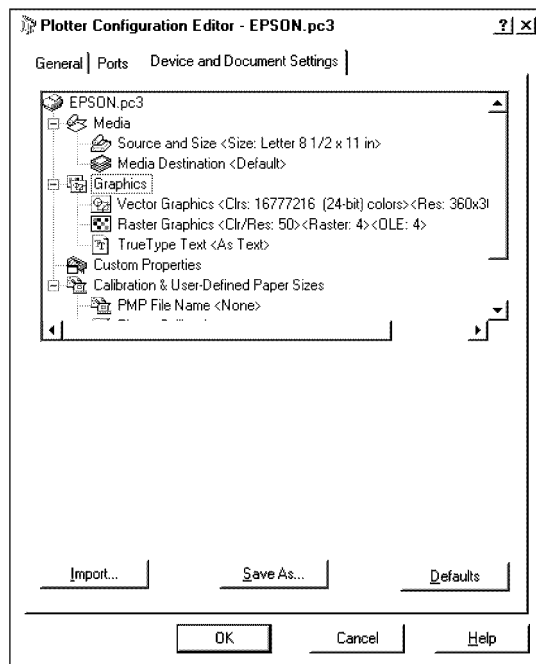 Plotter Configuration Editor - EPSON.pc3
General
Ports
Device and Document Settings
EPSON.pc3
Media
Source and Size <Size: Letter 8 1/2 x 11 in>
Media Destination <Default>
Graphics
Vector Graphics <Clrs: 16777216 (24-bit) colors><Res: 360x3
Raster Graphics <Clr/Res: 50><Raster: 4><OLE: 4>
TrueType Text <As Text>
Custom Properties
Calibration & User-Defined Paper Sizes
PMP File Name <None>
Import...
Save As...
Defaults
OK
Cancel
Help